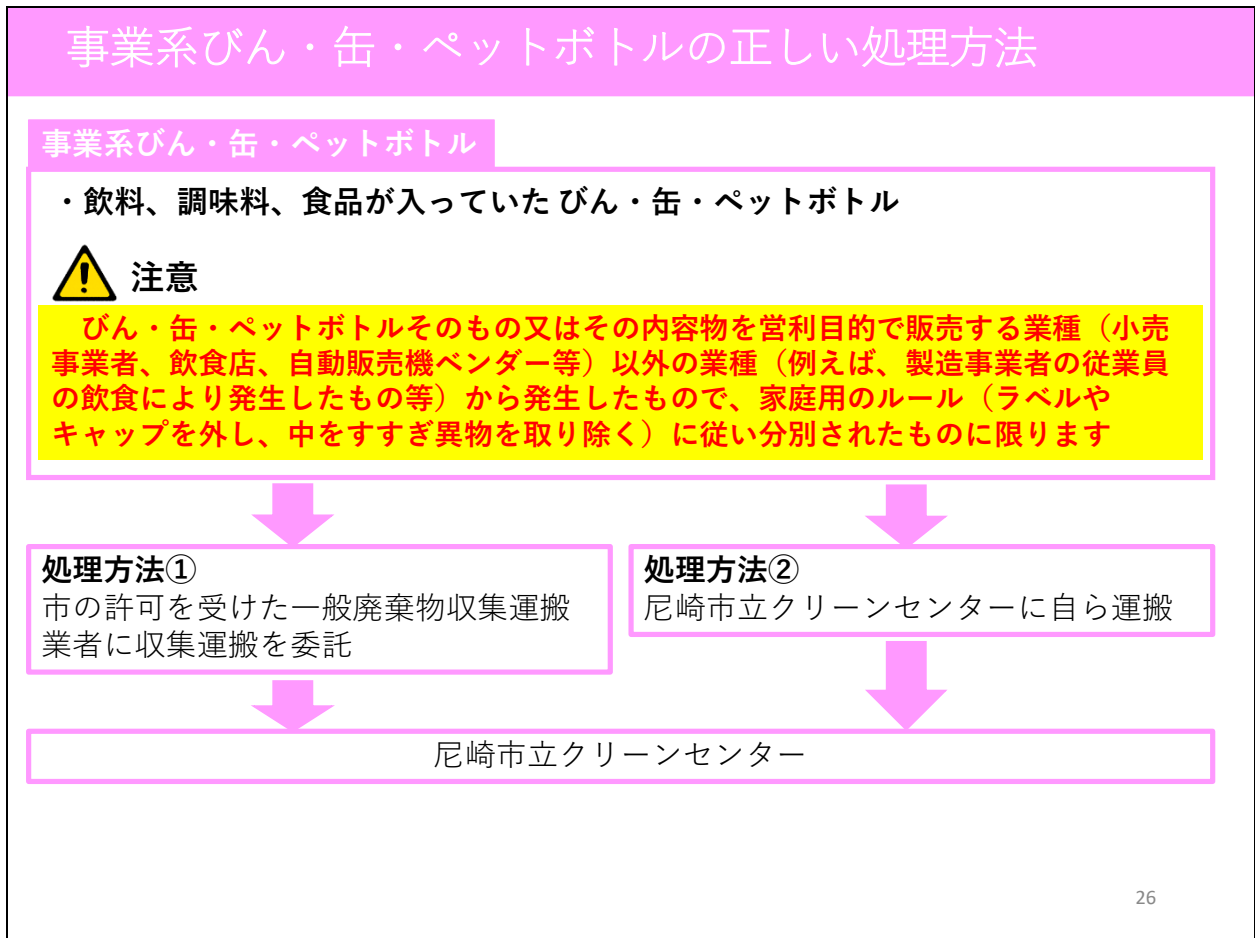 事業系びん・缶・ペットボトルの正しい処理方法
事業系びん・缶・ペットボトル
・飲料、調味料、食品が入っていた びん・缶・ペットボトル
注意
びん・缶・ペットボトルそのもの又はその内容物を営利目的で販売する業種（小売
事業者、飲食店、自動販売機ベンダー等）以外の業種（例えば、製造事業者の従業員
の飲食により発生したもの等）から発生したもので、家庭用のルール（ラベルや
キャップを外し、中をすすぎ異物を取り除く）に従い分別されたものに限ります
処理方法①
市の許可を受けた一般廃棄物収集運搬
業者に収集運搬を委託
処理方法②
尼崎市立クリーンセンターに自ら運搬
尼崎市立クリーンセンター
26